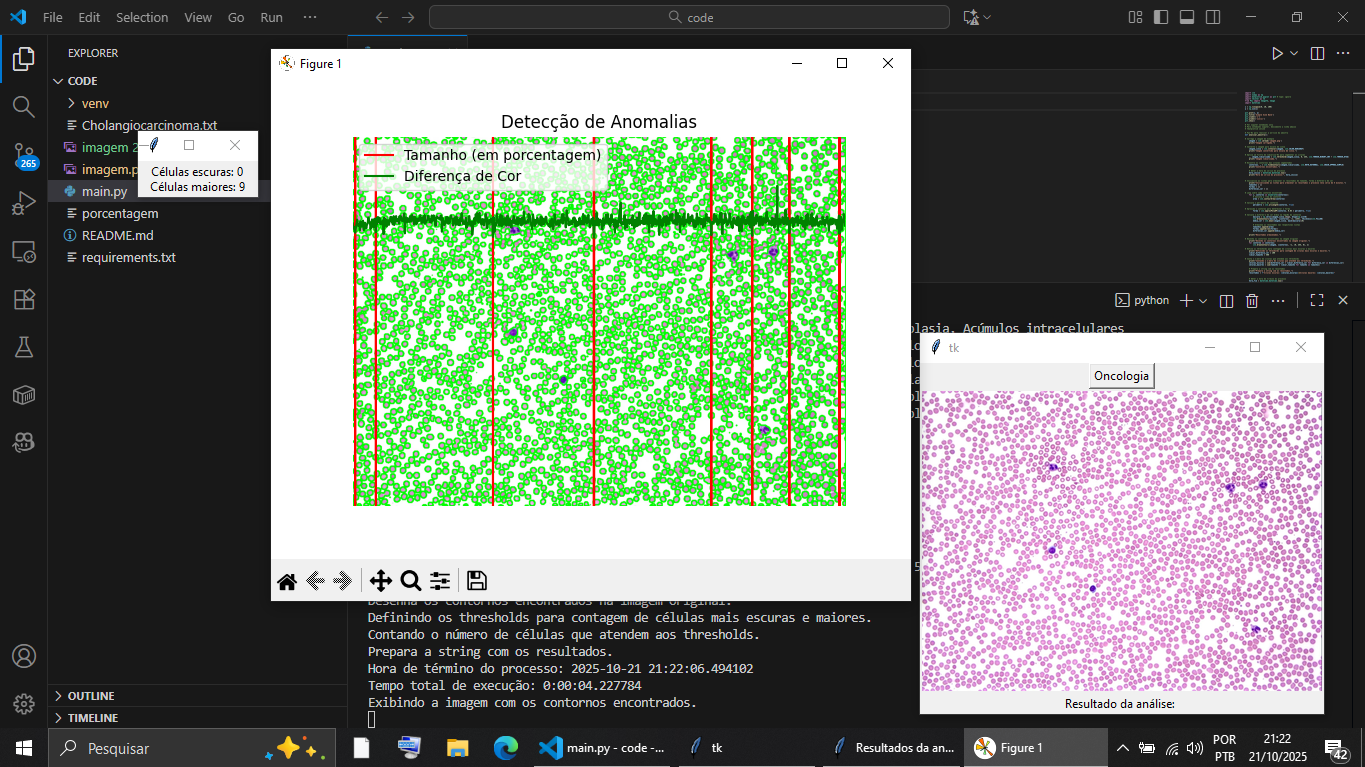 File Edit Selection View Go Run ···
code
EXPLORER
CODE
venv
Cholangiocarcinoma.txt
imagem 2
imagem.p
main.py
porcentagem
README.md
requirements.txt
265
Células escuras: 0
Células maiores: 9
Figure 1
Detecção de Anomalias
Tamanho (em porcentagem)
Diferença de Cor
python
plasia. Acúmulos intracelulares
tk
Oncologia
Resultado da análise:
Desenha os contornos encontrados na imagem original.
Definindo os thresholds para contagem de células mais escuras e maiores.
Contando o número de células que atendem aos thresholds.
Prepara a string com os resultados.
Hora de término do processo: 2025-10-21 21:22:06.494102
Tempo total de execução: 0:00:04.227784
Exibindo a imagem com os contornos encontrados.
OUTLINE
TIMELINE
Pesquisar
main.py - code -...
tk
Resultados da an...
Figure 1
POR
PTB
21:22
21/10/2025
42